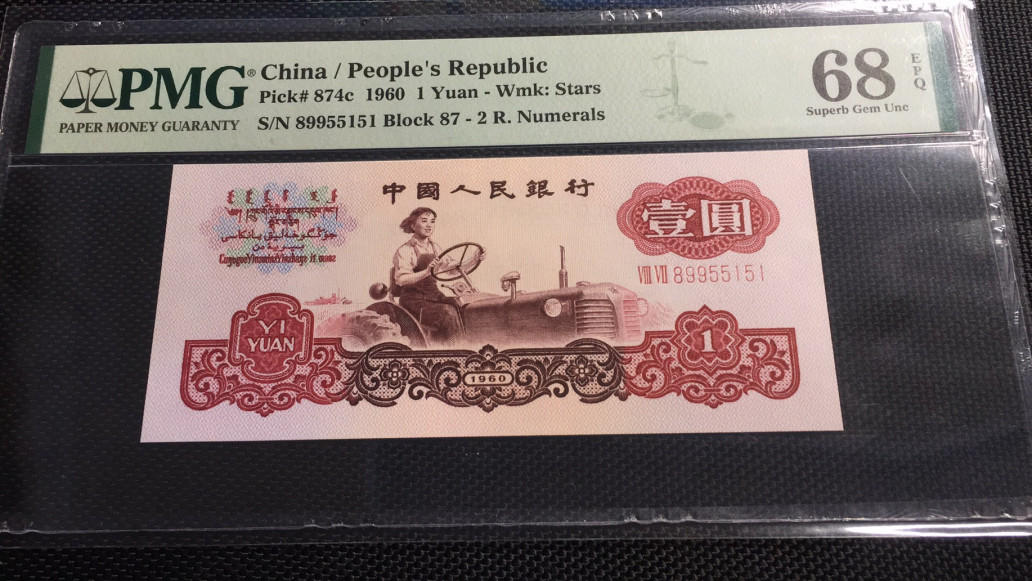 PMG®
PAPER MONEY GUARANTY
China / People's Republic
Pick# 874c 1960 1 Yuan - Wmk: Stars
S/N 89955151 Block 87 - 2 R. Numerals
68
EPQ
Superb Gem Unc
中國人民銀行
壹圓
VIII VII 89955151
YI
YUAN
1
1960